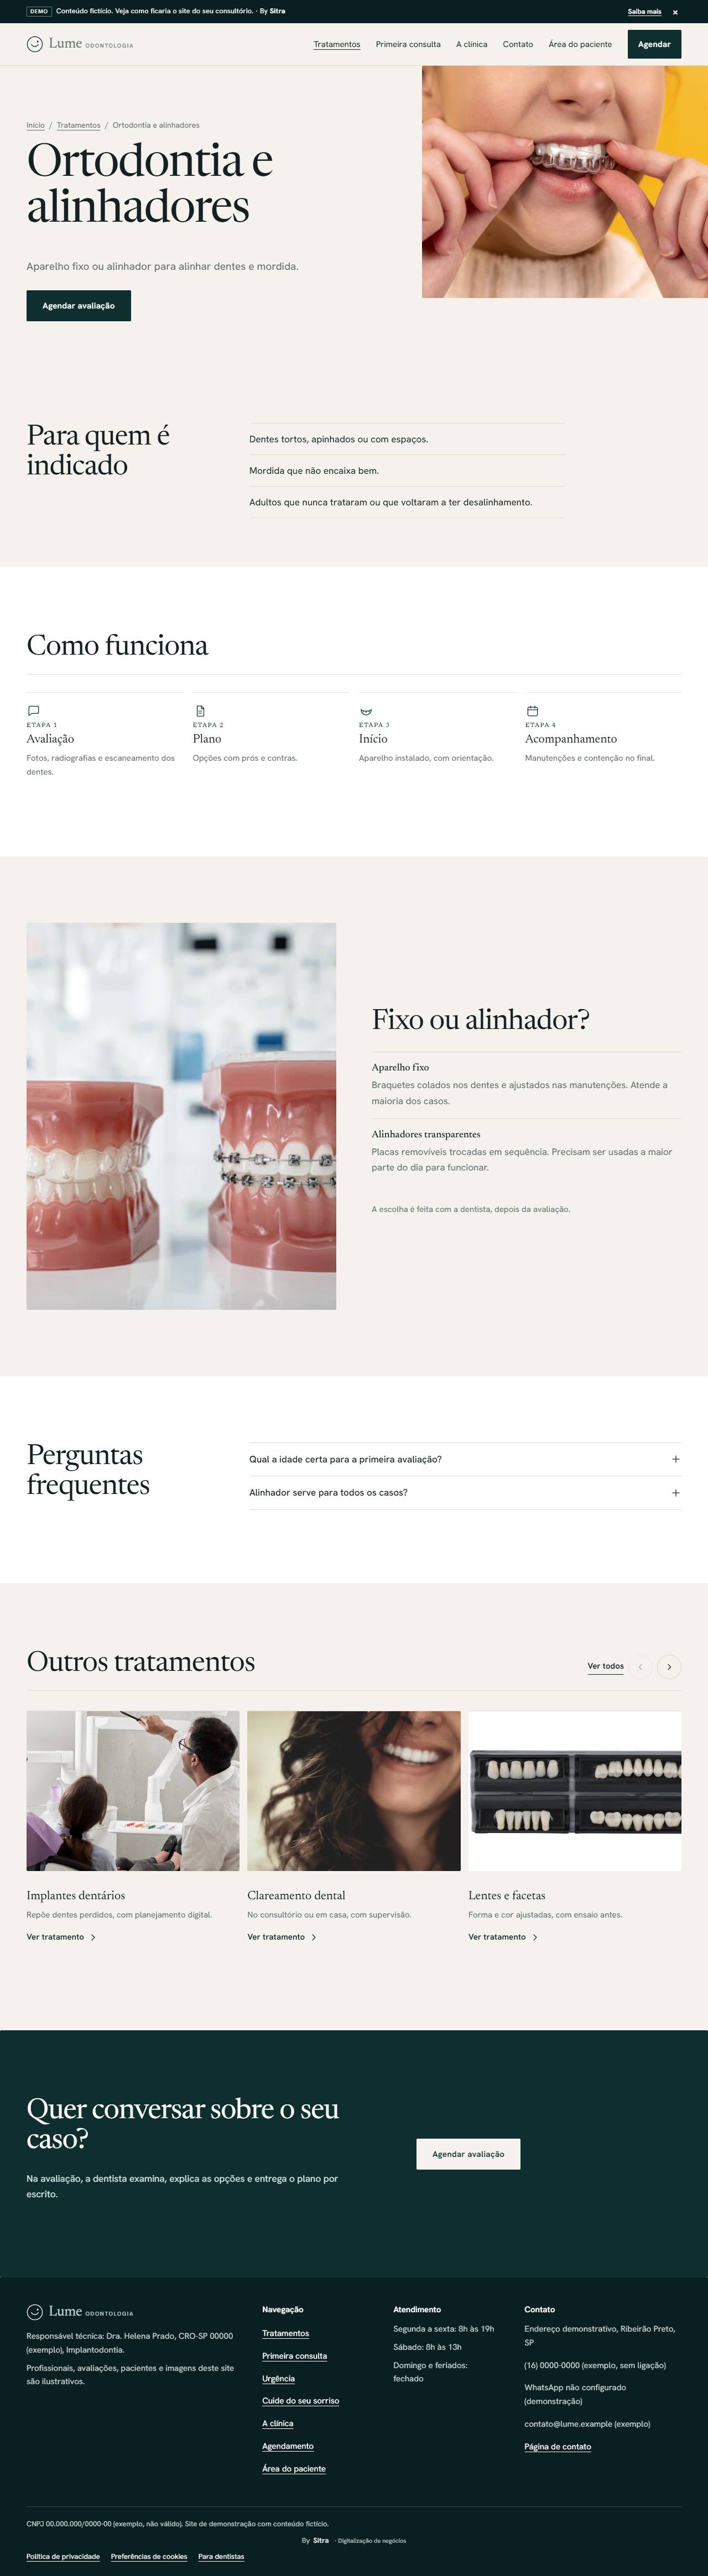 DEMO Conteúdo fictício. Veja como ficaria o site do seu consultório. · By Sitra Saiba mais ×
Lume ODONTOLOGIA Tratamentos Primeira consulta A clínica Contato Área do paciente Agendar
Início / Tratamentos / Ortodontia e alinhadores
Ortodontia e
alinhadores
Aparelho fixo ou alinhador para alinhar dentes e mordida.
Agendar avaliação
Para quem é
indicado
Dentes tortos, apinhados ou com espaços.
Mordida que não encaixa bem.
Adultos que nunca trataram ou que voltaram a ter desalinhamento.
Como funciona
ETAPA 1
Avaliação
Fotos, radiografias e escaneamento dos
dentes.
ETAPA 2
Plano
Opções com prós e contras.
ETAPA 3
Início
Aparelho instalado, com orientação.
ETAPA 4
Acompanhamento
Manutenções e contenção no final.
Fixo ou alinhador?
Aparelho fixo
Braquetes colados nos dentes e ajustados nas manutenções. Atende a
maioria dos casos.
Alinhadores transparentes
Placas removíveis trocadas em sequência. Precisam ser usadas a maior
parte do dia para funcionar.
A escolha é feita com a dentista, depois da avaliação.
Perguntas
frequentes
Qual a idade certa para a primeira avaliação?
Alinhador serve para todos os casos?
Outros tratamentos
Ver todos
Implantes dentários
Repõe dentes perdidos, com planejamento digital.
Ver tratamento
Clareamento dental
No consultório ou em casa, com supervisão.
Ver tratamento
Lentes e facetas
Forma e cor ajustadas, com ensaio antes.
Ver tratamento
Quer conversar sobre o seu
caso?
Na avaliação, a dentista examina, explica as opções e entrega o plano por
escrito.
Agendar avaliação
Lume ODONTOLOGIA
Responsável técnica: Dra. Helena Prado, CRO-SP 00000
(exemplo), Implantodontia.
Profissionais, avaliações, pacientes e imagens deste site
são ilustrativos.
Navegação
Tratamentos
Primeira consulta
Urgência
Cuide do seu sorriso
A clínica
Agendamento
Área do paciente
Atendimento
Segunda a sexta: 8h às 19h
Sábado: 8h às 13h
Domingo e feriados:
fechado
Contato
Endereço demonstrativo, Ribeirão Preto,
SP
(16) 0000-0000 (exemplo, sem ligação)
WhatsApp não configurado
(demonstração)
contato@lume.example (exemplo)
Página de contato
CNPJ 00.000.000/0000-00 (exemplo, não válido). Site de demonstração com conteúdo fictício.
By Sitra · Digitalização de negócios
Política de privacidade Preferências de cookies Para dentistas